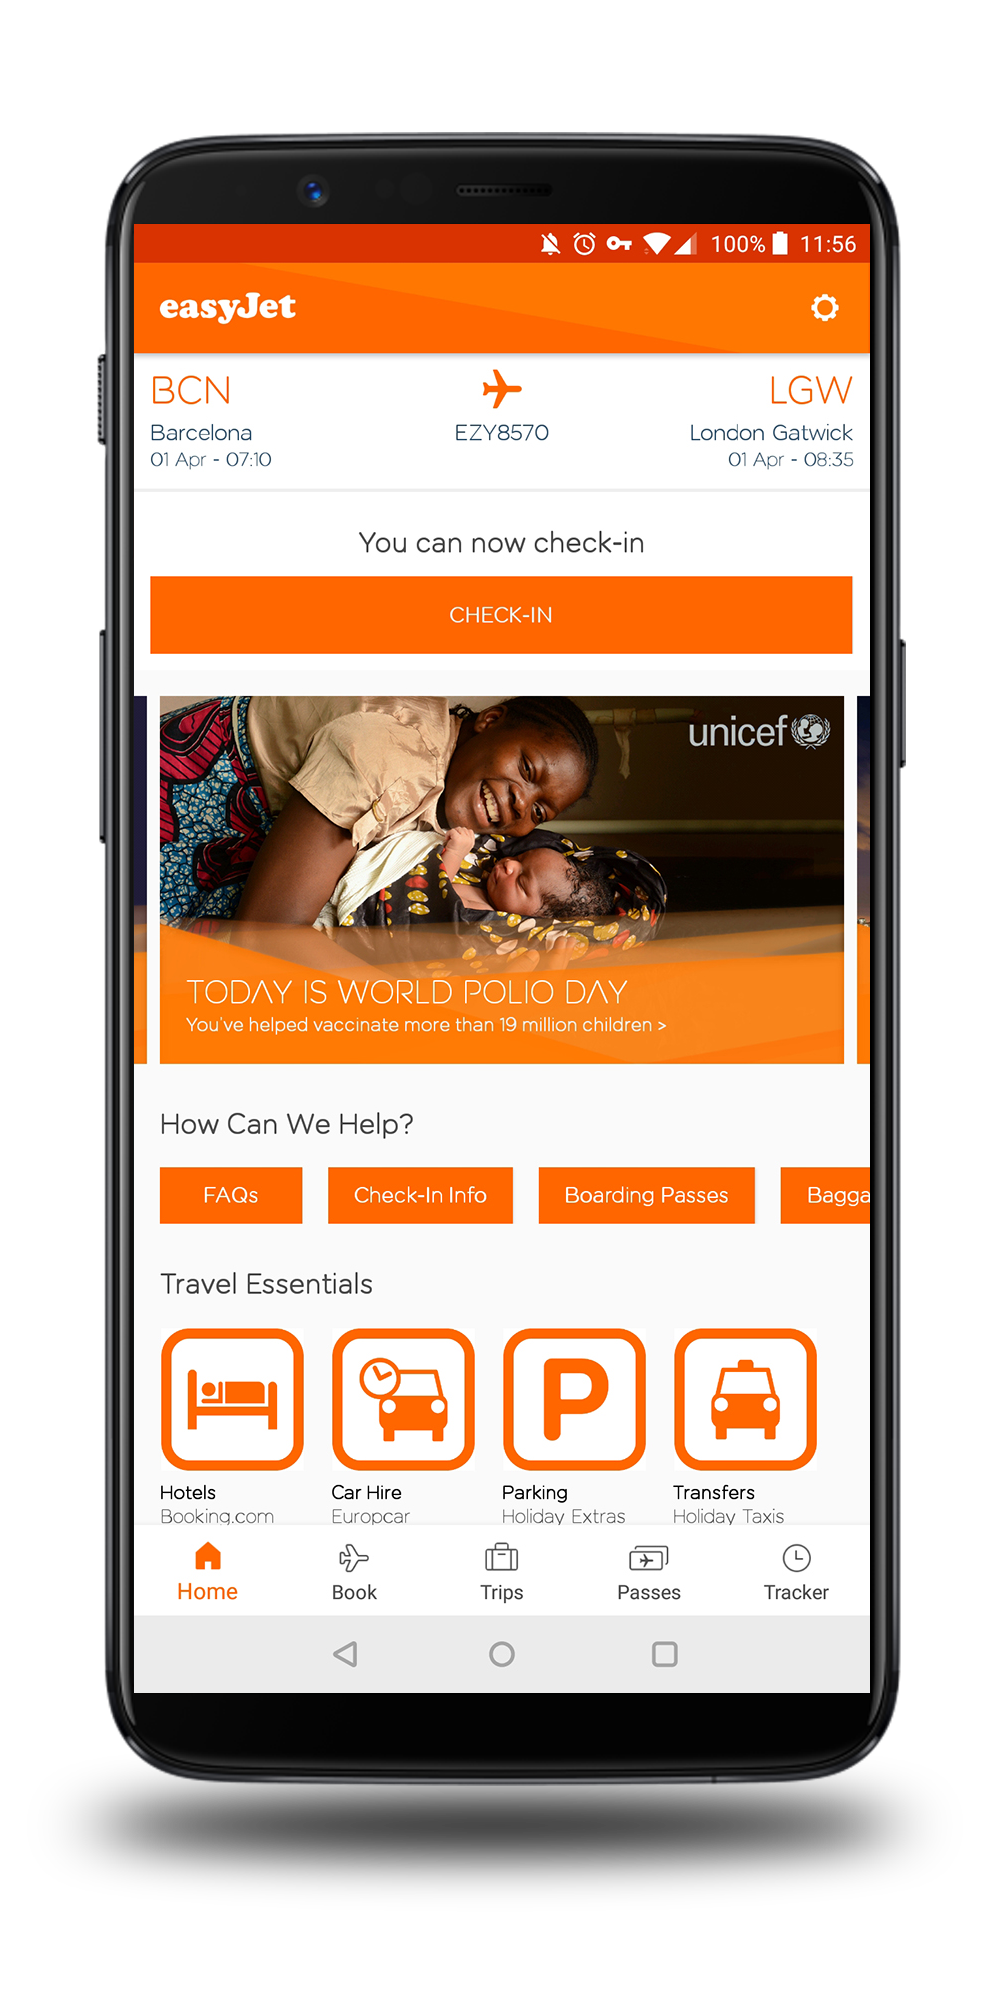 100% 11:56
easyJet
BCN LGW
Barcelona EZY8570 London Gatwick
01 Apr - 07:10 01 Apr - 08:35
You can now check-in
CHECK-IN
unicef
TODAY IS WORLD POLIO DAY
You've helped vaccinate more than 19 million children >
How Can We Help?
FAQs Check-In Info Boarding Passes Bagga
Travel Essentials
P
Hotels Car Hire Parking Transfers
Booking.com Europcar Holiday Extras Holiday Taxis
Home Book Trips Passes Tracker